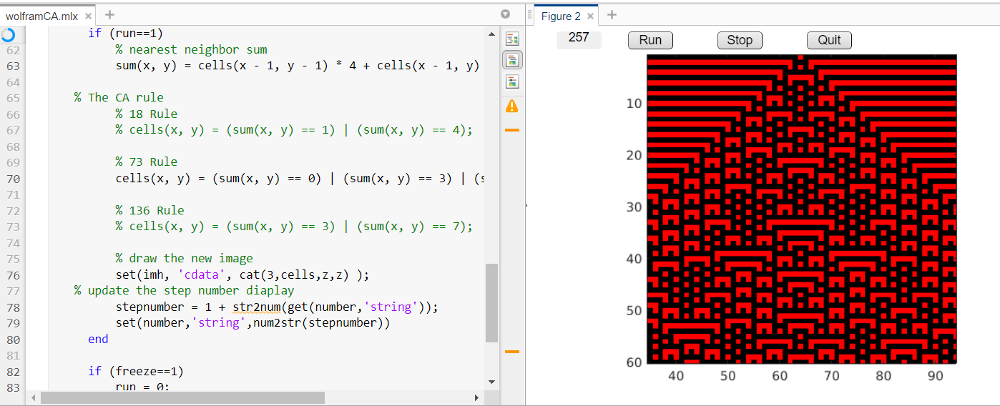 wolframCA.mlx × +
if (run==1)
62 % nearest neighbor sum
63 sum(x, y) = cells(x - 1, y - 1) * 4 + cells(x - 1, y)
64
65 % The CA rule
66 % 18 Rule
67 % cells(x, y) = (sum(x, y) == 1) | (sum(x, y) == 4);
68
69 % 73 Rule
70 cells(x, y) = (sum(x, y) == 0) | (sum(x, y) == 3) | (s
71
72 % 136 Rule
73 % cells(x, y) = (sum(x, y) == 3) | (sum(x, y) == 7);
74
75 % draw the new image
76 set(imh, 'cdata', cat(3,cells,z,z) );
77 % update the step number diaplay
78 stepnumber = 1 + str2num(get(number,'string'));
79 set(number,'string',num2str(stepnumber))
80 end
81
82 if (freeze==1)
83 run = 0;
Figure 2 × +
257 Run Stop Quit
10
20
30
40
50
60
40 50 60 70 80 90